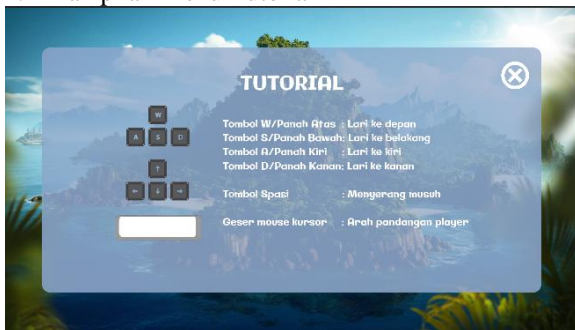 TUTORIAL
W
A S D
Tombol W/Panah Atas : Lari ke depan
Tombol S/Panah Bawah: Lari ke belakang
Tombol A/Panah Kiri : Lari ke kiri
Tombol D/Panah Kanan: Lari ke kanan
↑
← ↓ →
Tombol Spasi : Menyerang musuh
Geser mouse kursor : Arah pandangan player